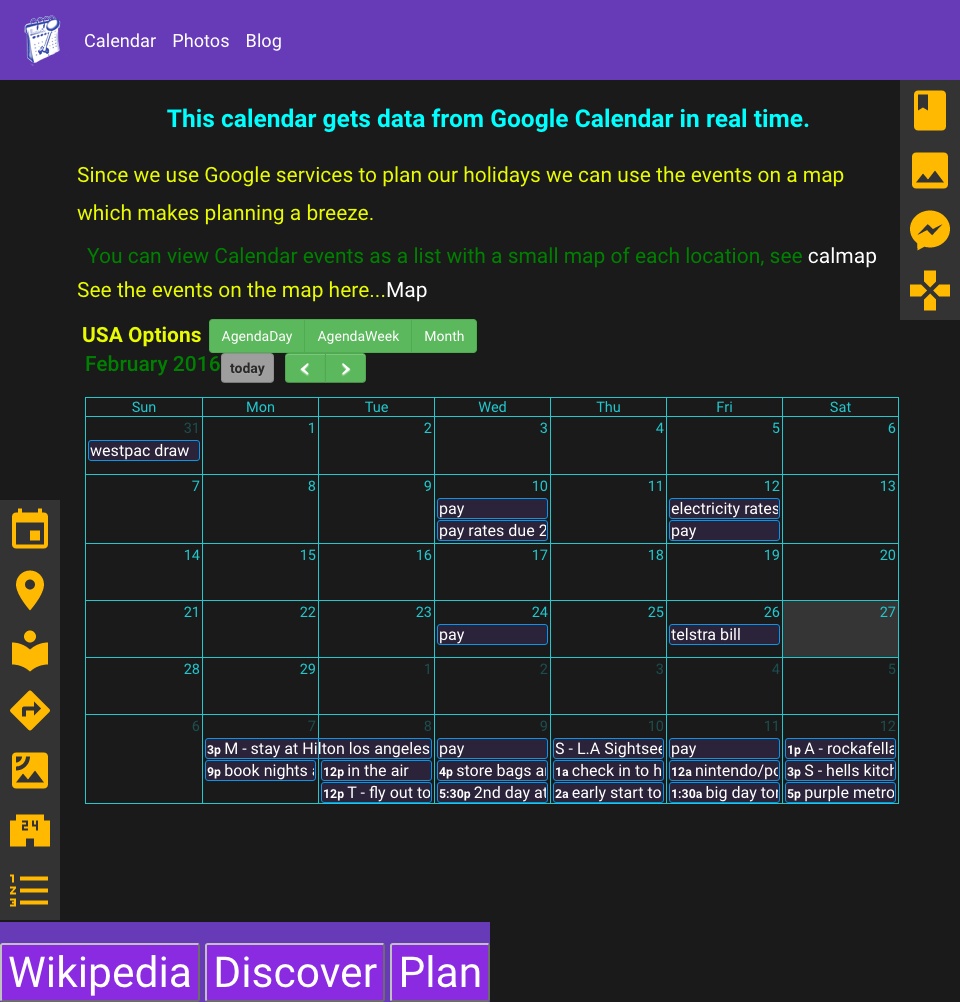 Calendar Photos Blog
This calendar gets data from Google Calendar in real time.
Since we use Google services to plan our holidays we can use the events on a map
which makes planning a breeze.
You can view Calendar events as a list with a small map of each location, see calmap
See the events on the map here...Map
USA Options AgendaDay AgendaWeek Month
February 2016 today
Sun Mon Tue Wed Thu Fri Sat
31 1 2 3 4 5 6
westpac draw
7 8 9 10 11 12 13
pay electricity rates
pay rates due 2 pay
14 15 16 17 18 19 20
21 22 23 24 25 26 27
pay telstra bill
28 29 1 2 3 4 5
6 7 8 9 10 11 12
3p M - stay at Hilton los angeles pay S - L.A Sightsee pay 1p A - rockafella
9p book nights 12p in the air 4p store bags a 1a check in to h 12a nintendo/po 3p S - hells kitch
12p T - fly out to 5:30p 2nd day at 2a early start to 1:30a big day to 5p purple metro
24
1
2
3
Wikipedia Discover Plan